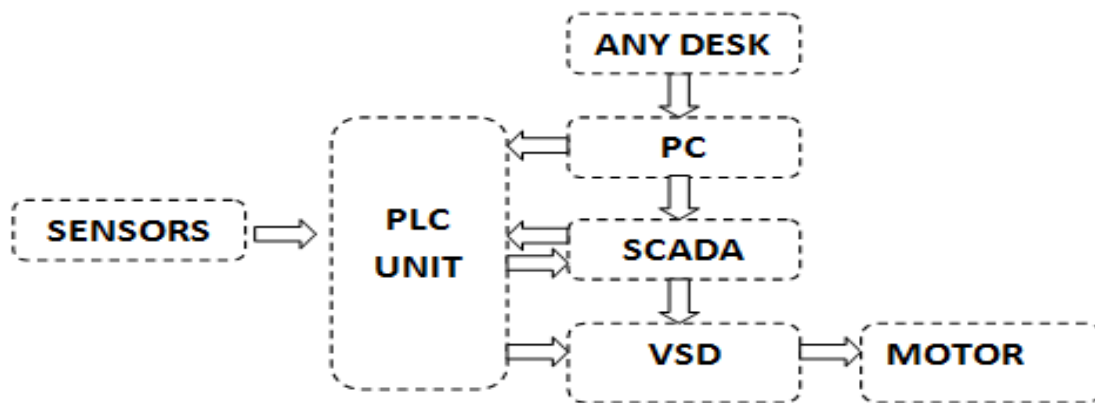 ANY DESK
PC
SENSORS
PLC
UNIT
SCADA
VSD
MOTOR